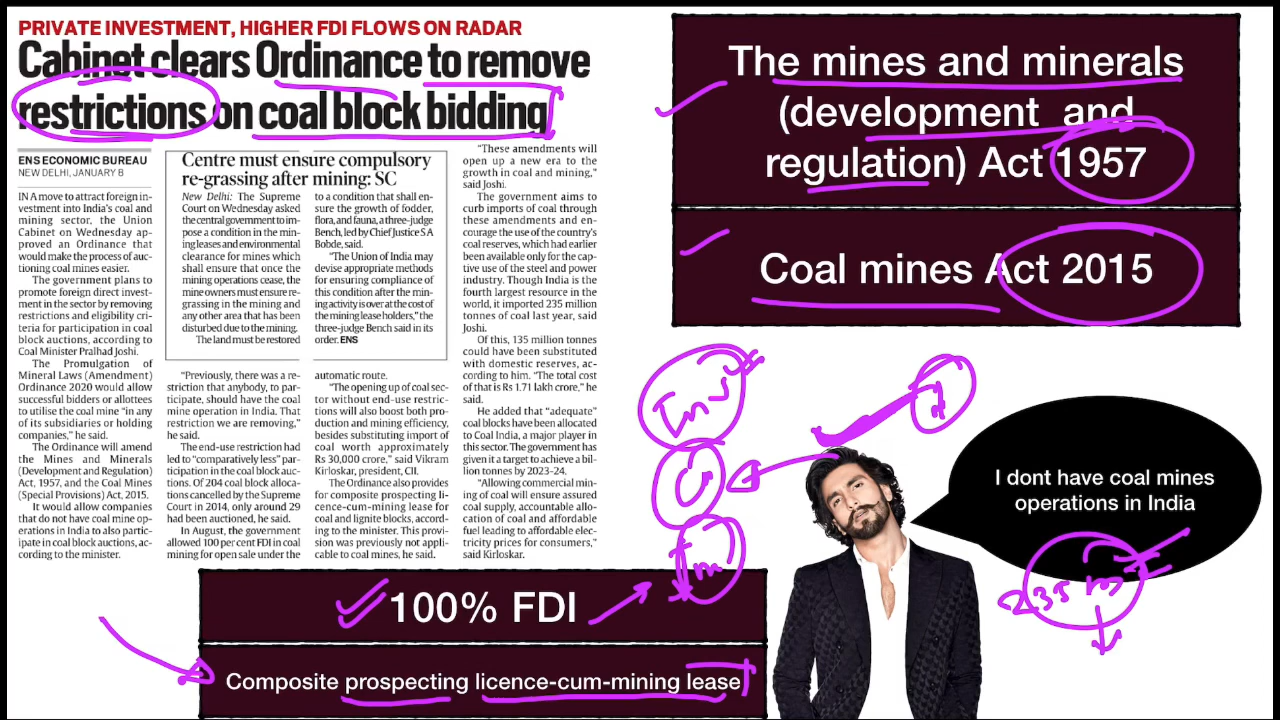 PRIVATE INVESTMENT, HIGHER FDI FLOWS ON RADAR
Cabinet clears Ordinance to remove
restrictions on coal block bidding
ENS ECONOMIC BUREAU
NEW DELHI, JANUARY 8
IN A move to attract foreign in-
vestment into India's coal and
mining sector, the Union
Cabinet on Wednesday ap-
proved an Ordinance that
would make the process of auc-
tioning coal mines easier.
The government plans to
promote foreign direct invest-
ment in the sector by removing
restrictions and eligibility cri-
teria for participation in coal
block auctions, according to
Coal Minister Pralhad Joshi.
The Promulgation of
Mineral Laws (Amendment)
Ordinance 2020 would allow
successful bidders or allottees
to utilise the coal mine "in any
of its subsidiaries or holding
companies," he said.
The Ordinance will amend
the Mines and Minerals
(Development and Regulation)
Act, 1957, and the Coal Mines
(Special Provisions) Act, 2015.
It would allow companies
that do not have coal mine op-
erations in India to also partic-
ipate in coal block auctions, ac-
cording to the minister.
Centre must ensure compulsory
re-grassing after mining: SC
New Delhi: The Supreme
Court on Wednesday asked
the central government to im-
pose a condition in the min-
ing leases and environmental
clearance for mines which
shall ensure that once the
mining operations cease, the
mine owners must ensure re-
grassing in the mining and
any other area that has been
disturbed due to the mining.
The land must be restored
to a condition that shall en-
sure the growth of fodder,
flora, and fauna, a three-judge
Bench, led by Chief Justice S A
Bobde, said.
"The Union of India may
devise appropriate methods
for ensuring compliance of
this condition after the min-
ing activity is over at the cost of
the mining lease holders," the
three-judge Bench said in its
order. ENS
"Previously, there was a re-
striction that anybody, to par-
ticipate, should have the coal
mine operation in India. That
restriction we are removing,"
he said.
The end-use restriction had
led to "comparatively less" par-
ticipation in the coal block auc-
tions. Of 204 coal block alloca-
tions cancelled by the Supreme
Court in 2014, only around 29
had been auctioned, he said.
In August, the government
allowed 100 per cent FDI in coal
mining for open sale under the
automatic route.
"The opening up of coal sec-
tor without end-use restric-
tions will also boost both pro-
duction and mining efficiency,
besides substituting import of
coal worth approximately
Rs 30,000 crore," said Vikram
Kirloskar, president, CII.
The Ordinance also provides
for composite prospecting li-
cence-cum-mining lease for
coal and lignite blocks, accord-
ing to the minister. This provi-
sion was previously not appli-
cable to coal mines, he said.
"These amendments will
open up a new era to the
growth in coal and mining,"
said Joshi.
The government aims to
curb imports of coal through
these amendments and en-
courage the use of the country's
coal reserves, which had earlier
been available only for the cap-
tive use of the steel and power
industry. Though India is the
fourth largest resource in the
world, it imported 235 million
tonnes of coal last year, said
Joshi.
Of this, 135 million tonnes
could have been substituted
with domestic reserves, ac-
cording to him. "The total cost
of that is Rs 1.71 lakh crore," he
said.
He added that "adequate"
coal blocks have been allocated
to Coal India, a major player in
this sector. The government has
given it a target to achieve a bil-
lion tonnes by 2023-24.
"Allowing commercial min-
ing of coal will ensure assured
coal supply, accountable allo-
cation of coal and affordable
fuel leading to affordable elec-
tricity prices for consumers,"
said Kirloskar.
The mines and minerals
(development and
regulation) Act 1957
Coal mines Act 2015
I dont have coal mines
operations in India
235
100% FDI
Composite prospecting licence-cum-mining lease